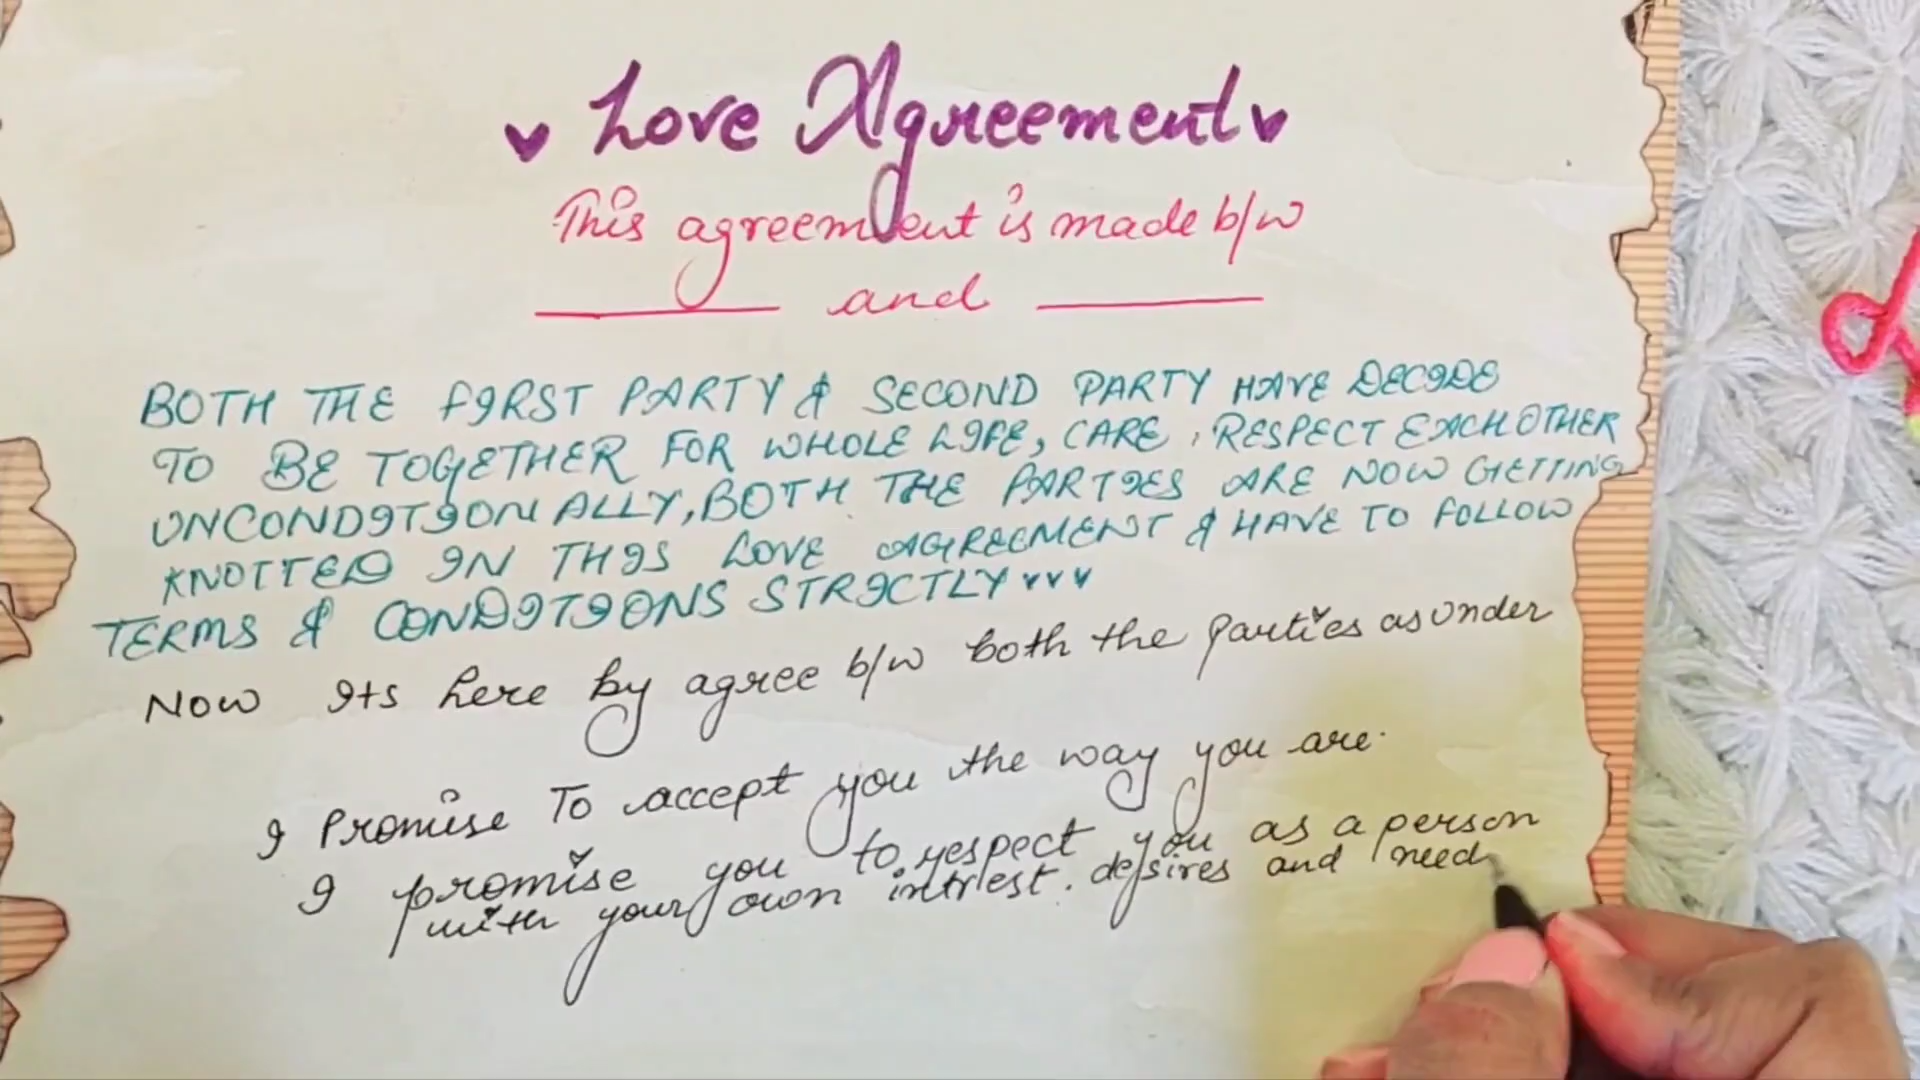 Love Agreement
This agreement is made b/w
and
BOTH THE FIRST PARTY & SECOND PARTY HAVE DECIDE
TO BE TOGETHER FOR WHOLE LIFE, CARE, RESPECT EACH OTHER
UNCONDITIONALLY, BOTH THE PARTIES ARE NOW GETTING
KNOTTED IN THIS LOVE AGREEMENT & HAVE TO FOLLOW
TERMS & CONDITIONS STRICTLY
Now Its here by agree b/w both the parties as under
I Promise To accept you the way you are.
I promise you to respect you as a person
with your own intrest. desires and need